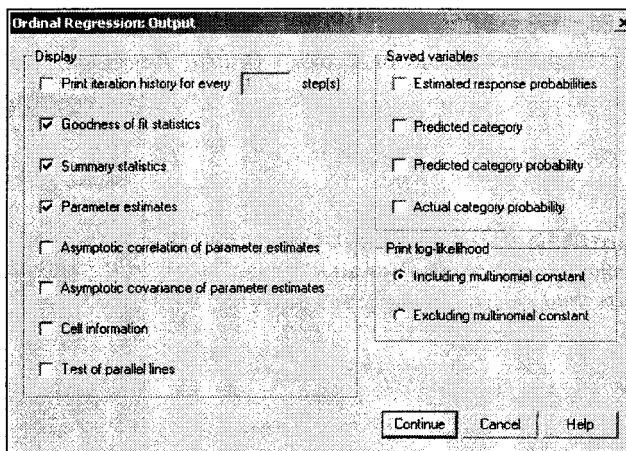 Ordinal Regression: Output
Display
Print iteration history for every step(s)
Goodness of fit statistics
Summary statistics
Parameter estimates
Asymptotic correlation of parameter estimates
Asymptotic covariance of parameter estimates
Cell information
Test of parallel lines
Saved variables
Estimated response probabilities
Predicted category
Predicted category probability
Actual category probability
Print log-likelihood
Including multinomial constant
Excluding multinomial constant
Continue
Cancel
Help